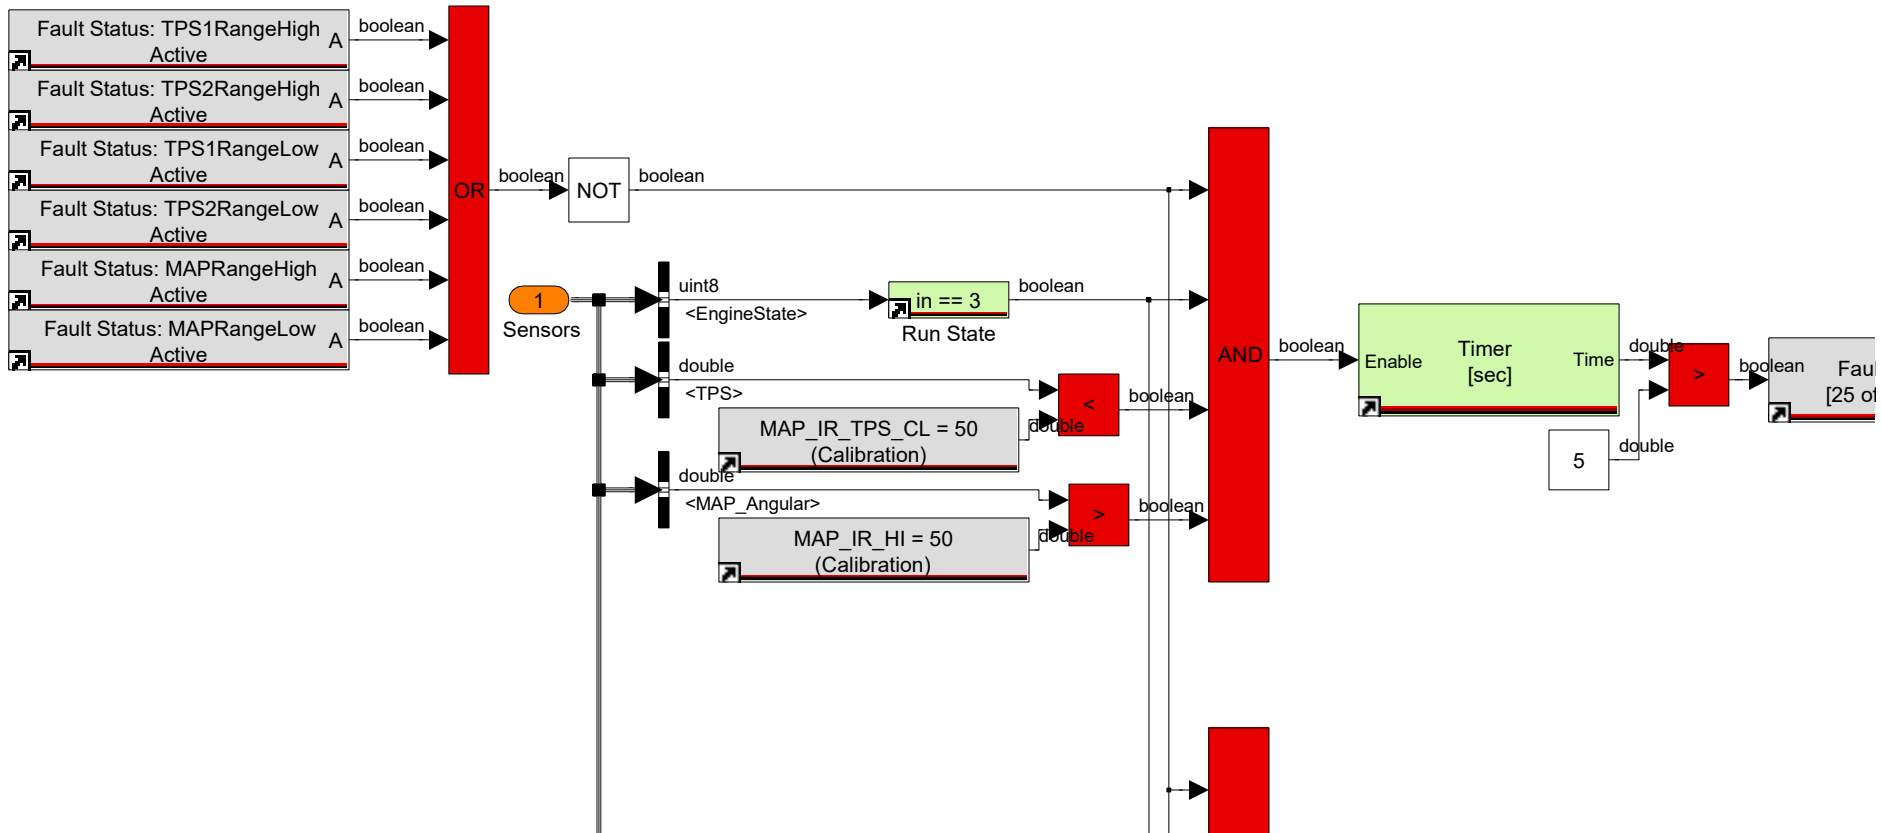 Fault Status: TPS1RangeHigh
Active
A
boolean
Fault Status: TPS2RangeHigh
Active
A
boolean
Fault Status: TPS1RangeLow
Active
A
boolean
Fault Status: TPS2RangeLow
Active
A
boolean
Fault Status: MAPRangeHigh
Active
A
boolean
Fault Status: MAPRangeLow
Active
A
boolean
OR
boolean
NOT
boolean
1
Sensors
uint8
<EngineState>
in == 3
Run State
boolean
double
<TPS>
MAP_IR_TPS_CL = 50
(Calibration)
double
<
boolean
double
<MAP_Angular>
MAP_IR_HI = 50
(Calibration)
double
>
boolean
AND
boolean
Enable
Timer
[sec]
Time
double
5
double
>
boolean
Fau
[25 of